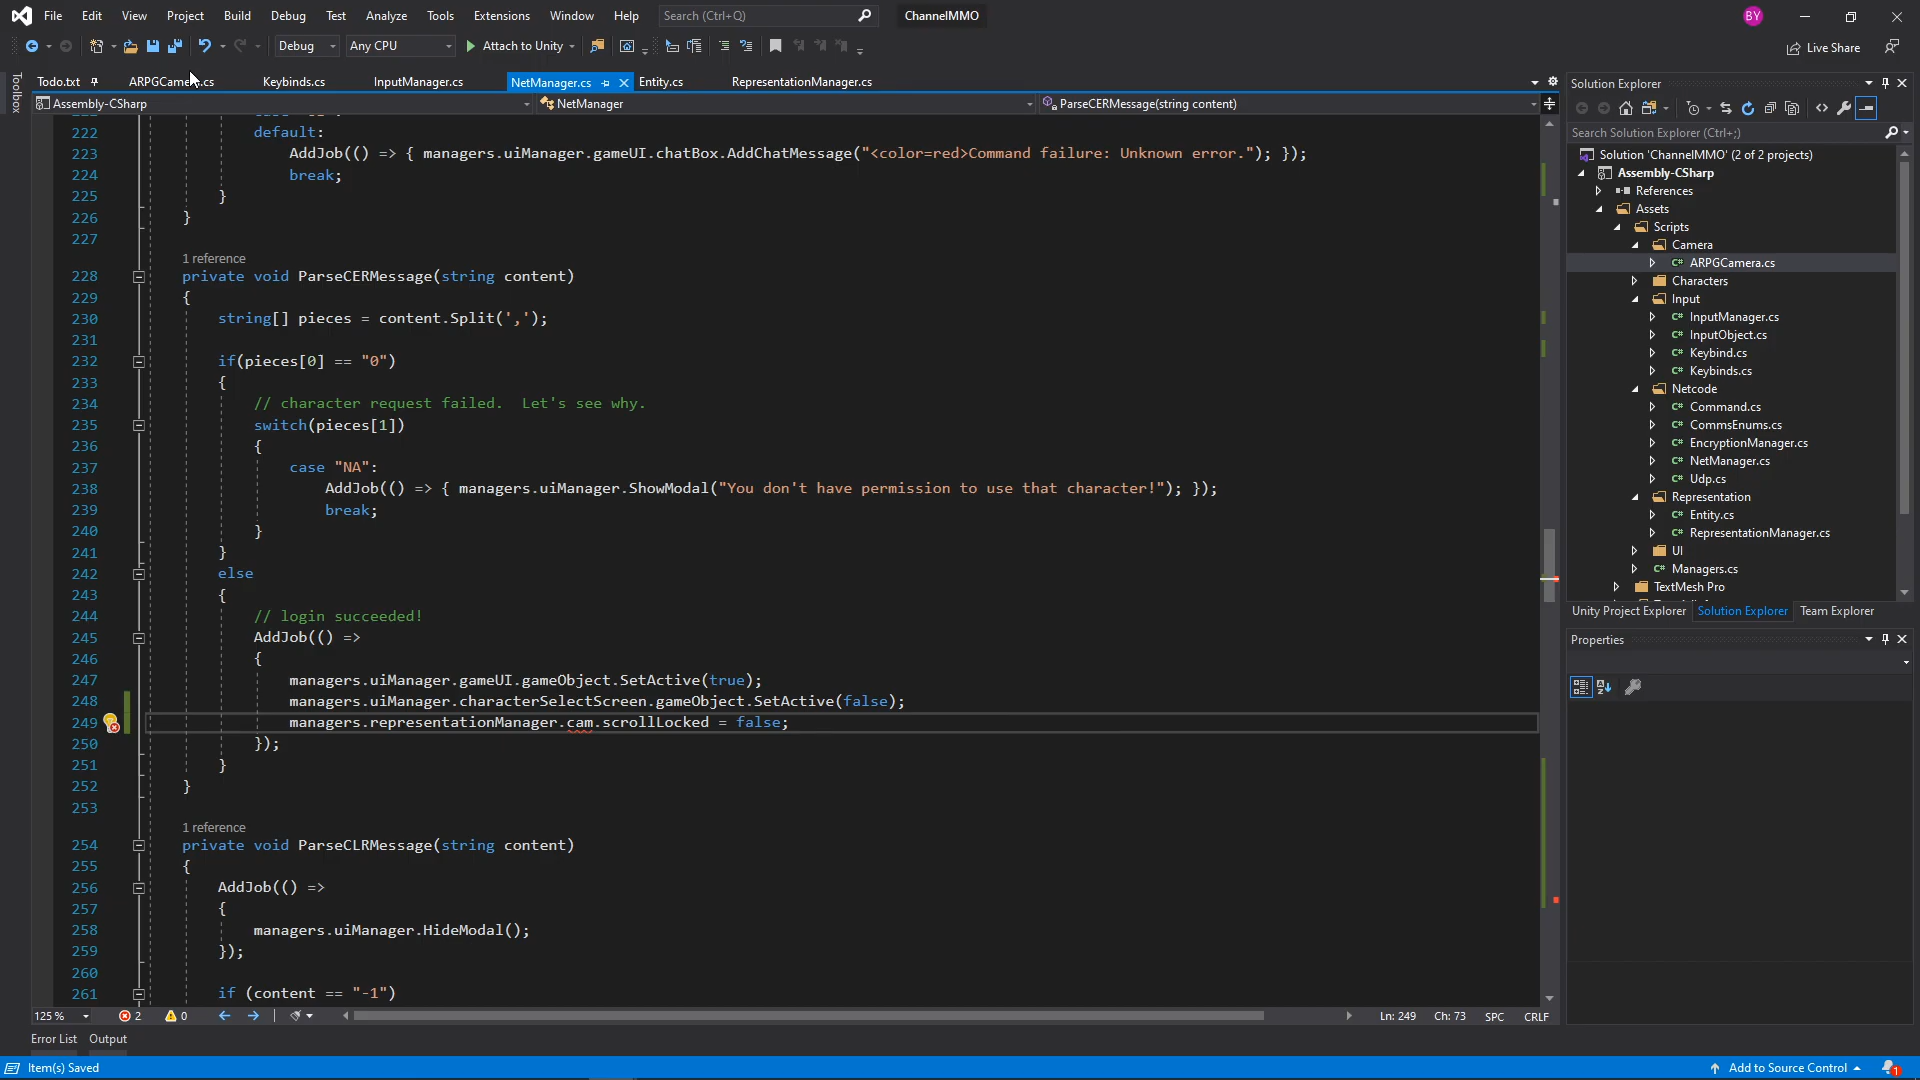 File Edit View Project Build Debug Test Analyze Tools Extensions Window Help Search (Ctrl+Q) ChannelMMO BY
Debug Any CPU Attach to Unity Live Share
Toolbox
Todo.txt ARPGCamera.cs Keybinds.cs InputManager.cs NetManager.cs Entity.cs RepresentationManager.cs
Assembly-CSharp NetManager ParseCERMessage(string content)
222 default:
223 AddJob(() => { managers.uiManager.gameUI.chatBox.AddChatMessage("<color=red>Command failure: Unknown error."); });
224 break;
225 }
226 }
227
1 reference
228 private void ParseCERMessage(string content)
229 {
230 string[] pieces = content.Split(',');
231
232 if(pieces[0] == "0")
233 {
234 // character request failed.  Let's see why.
235 switch(pieces[1])
236 {
237 case "NA":
238 AddJob(() => { managers.uiManager.ShowModal("You don't have permission to use that character!"); });
239 break;
240 }
241 }
242 else
243 {
244 // login succeeded!
245 AddJob(() =>
246 {
247 managers.uiManager.gameUI.gameObject.SetActive(true);
248 managers.uiManager.characterSelectScreen.gameObject.SetActive(false);
249 managers.representationManager.cam.scrollLocked = false;
250 });
251 }
252 }
253
1 reference
254 private void ParseCLRMessage(string content)
255 {
256 AddJob(() =>
257 {
258 managers.uiManager.HideModal();
259 });
260
261 if (content == "-1")
125 % 2 0 Ln: 249 Ch: 73 SPC CRLF
Error List Output
Item(s) Saved Add to Source Control 1
Solution Explorer
Search Solution Explorer (Ctrl+;)
Solution 'ChannelMMO' (2 of 2 projects)
Assembly-CSharp
References
Assets
Scripts
Camera
C# ARPGCamera.cs
Characters
Input
C# InputManager.cs
C# InputObject.cs
C# Keybind.cs
C# Keybinds.cs
Netcode
C# Command.cs
C# CommsEnums.cs
C# EncryptionManager.cs
C# NetManager.cs
C# Udp.cs
Representation
C# Entity.cs
C# RepresentationManager.cs
UI
C# Managers.cs
TextMesh Pro
Unity Project Explorer Solution Explorer Team Explorer
Properties